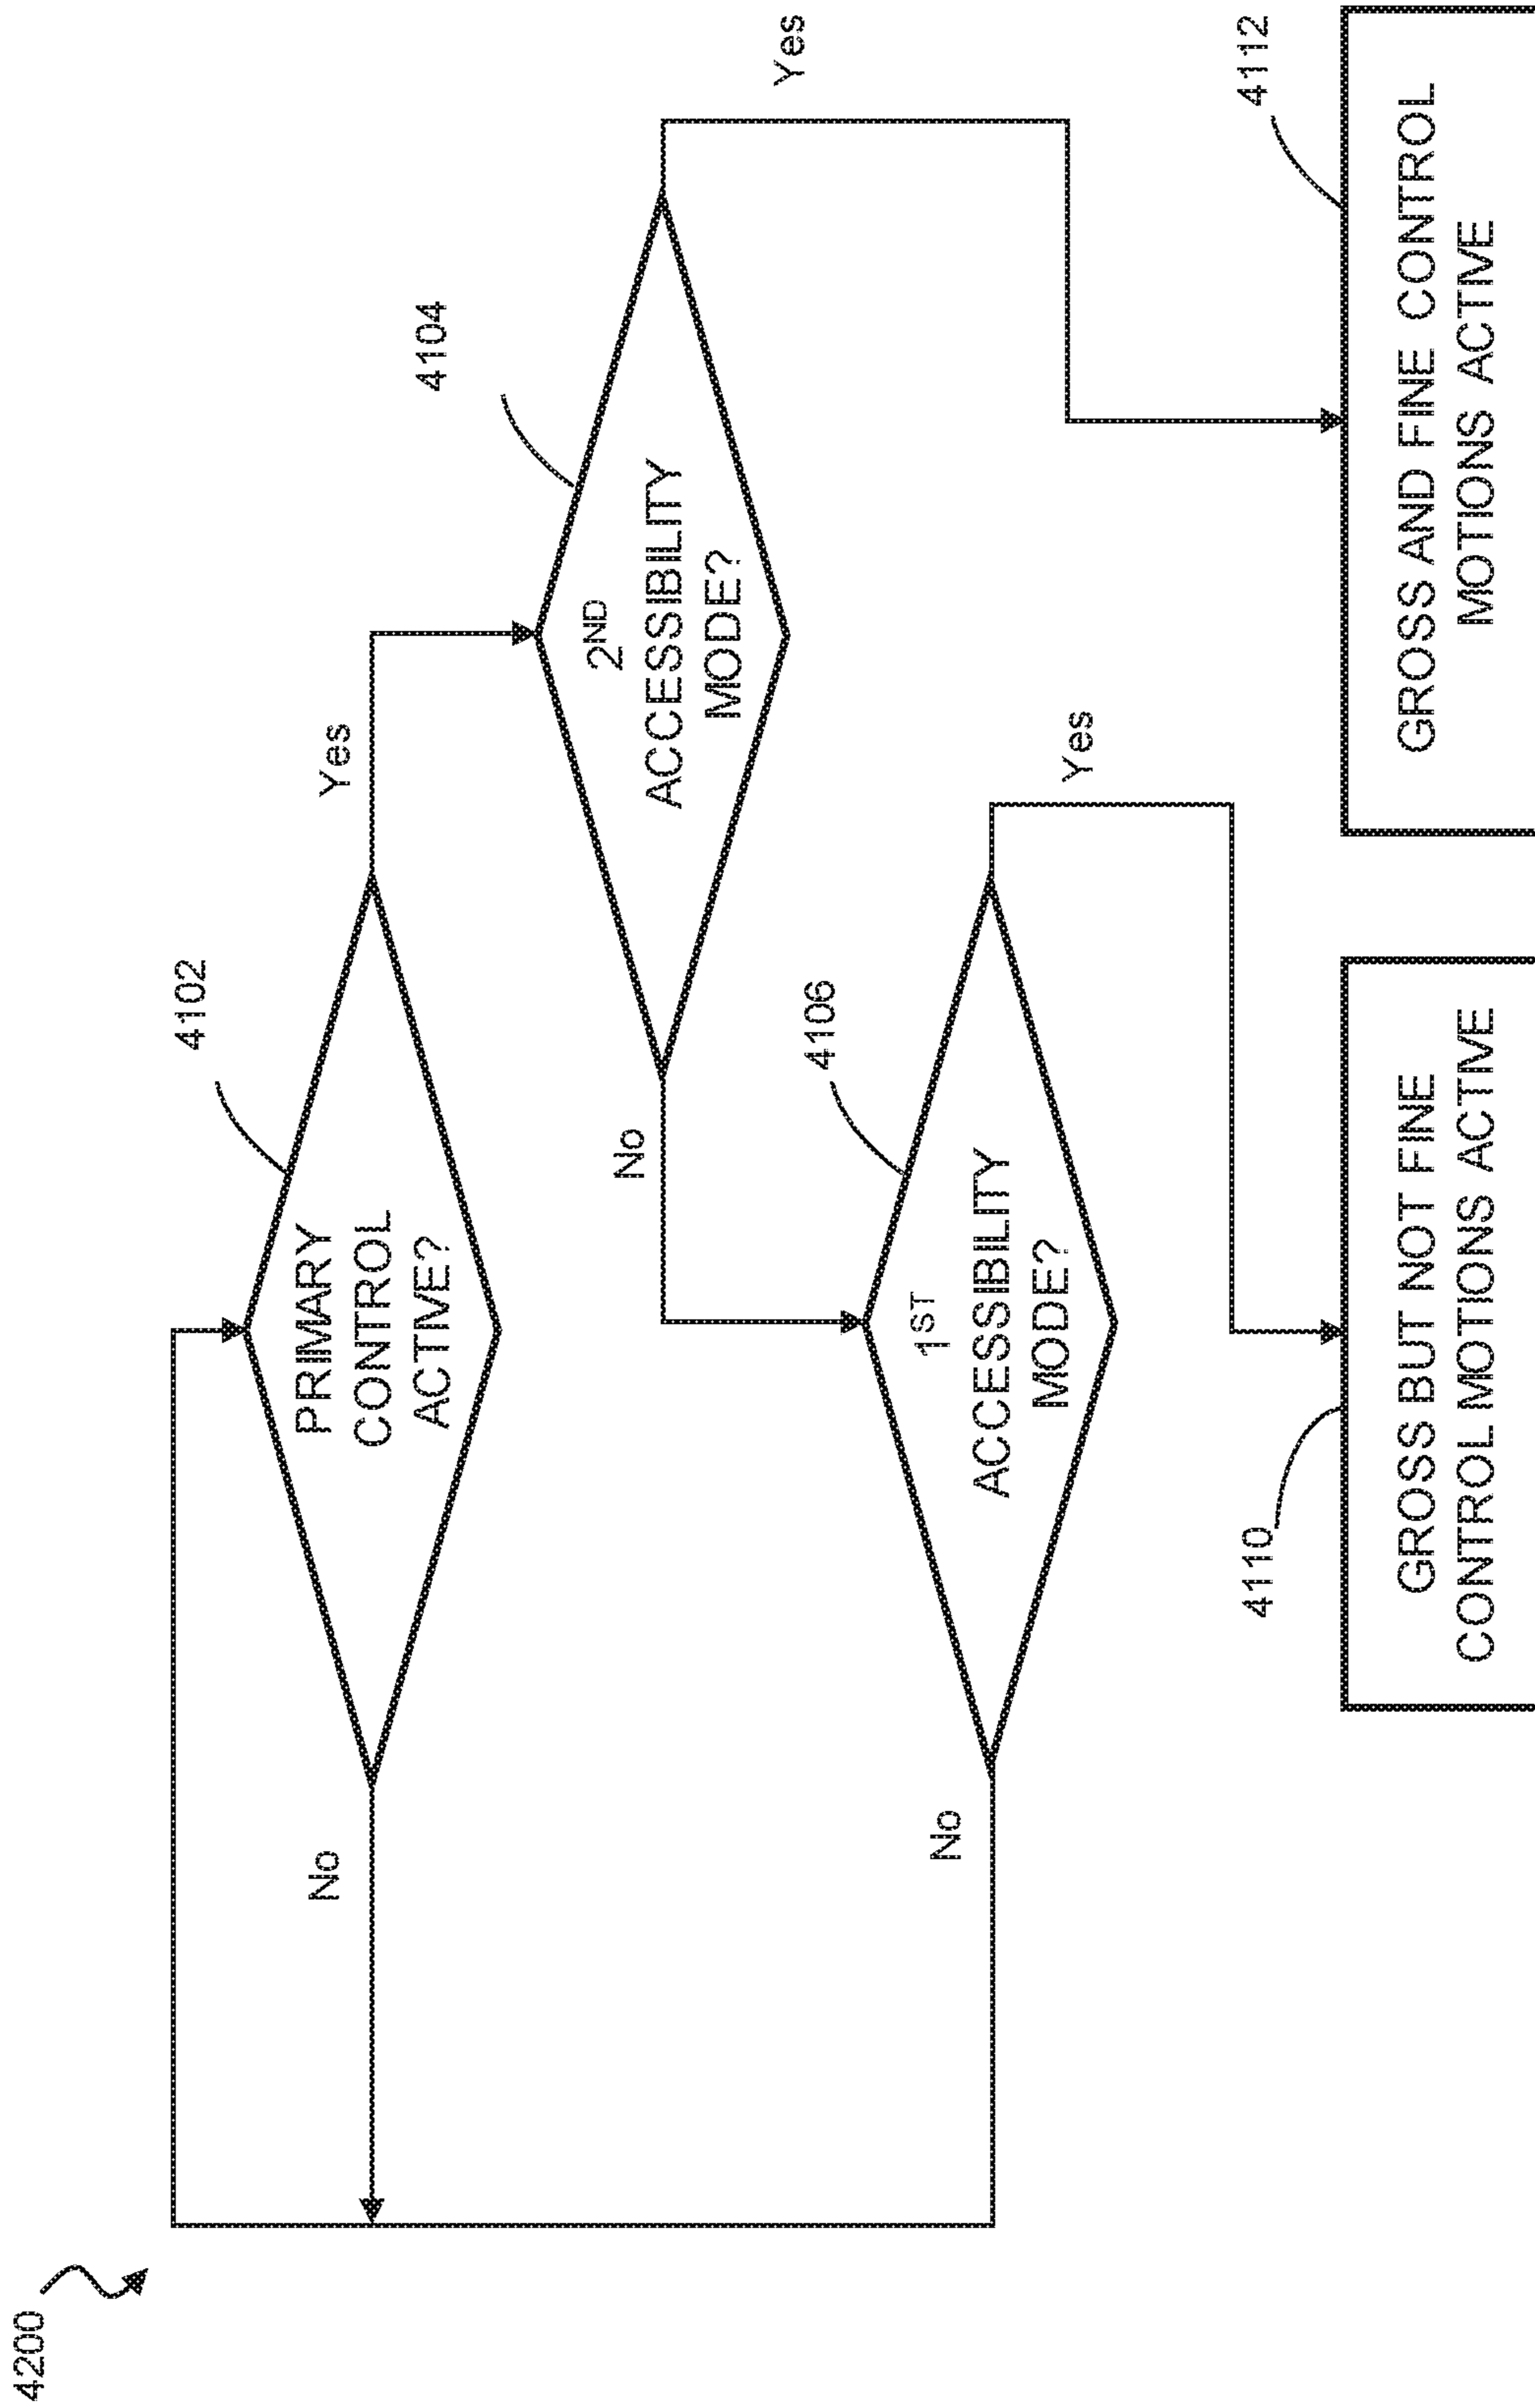 4200
4102
PRIMARY
CONTROL
ACTIVE?
No
Yes
4104
2ND
ACCESSIBILITY
MODE?
No
Yes
4106
1ST
ACCESSIBILITY
MODE?
No
Yes
4110
GROSS BUT NOT FINE
CONTROL MOTIONS ACTIVE
4112
GROSS AND FINE CONTROL
MOTIONS ACTIVE